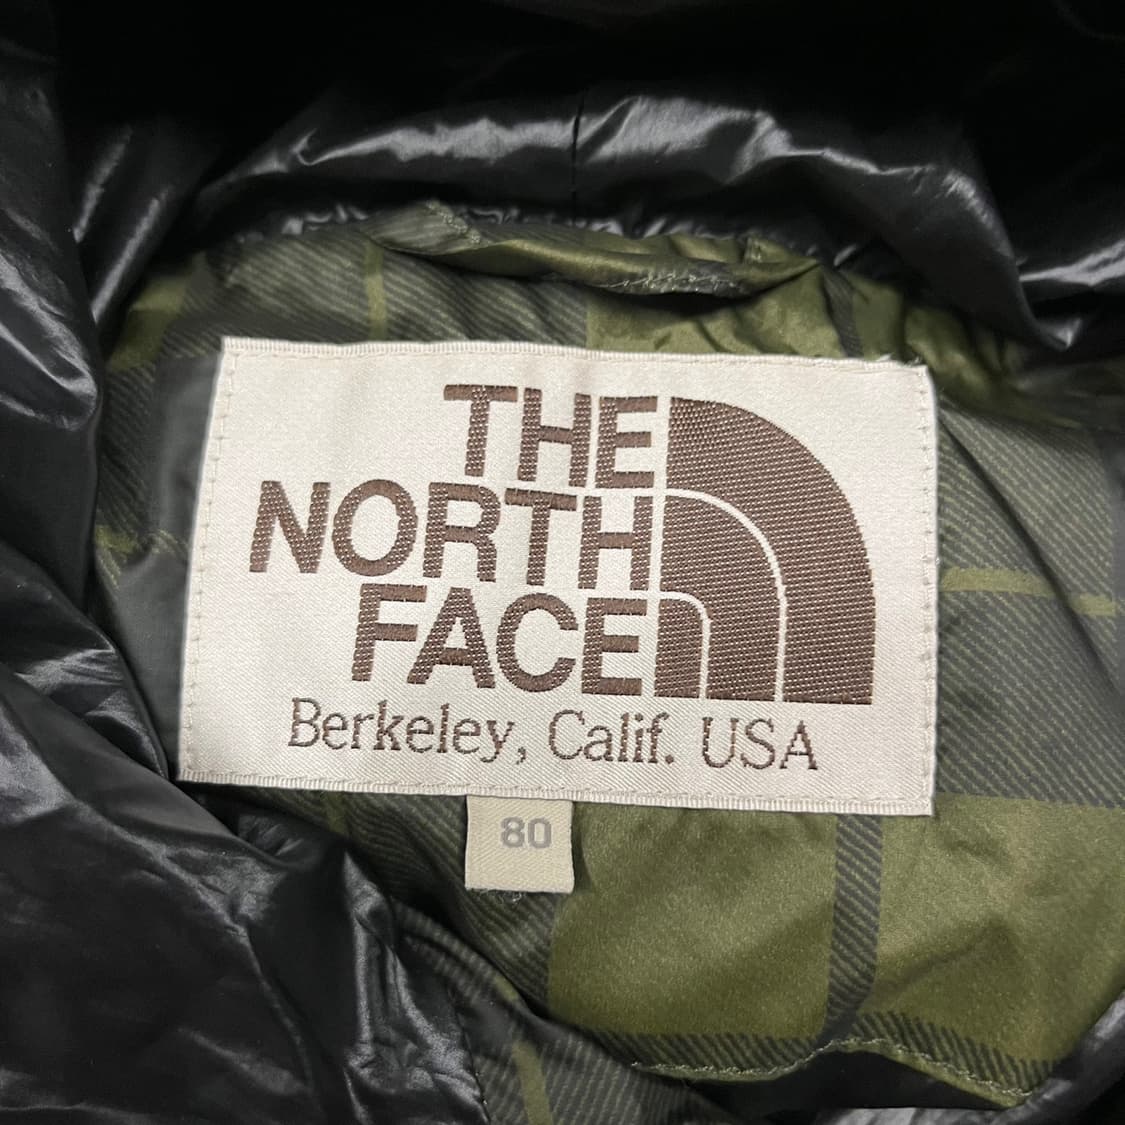 THE
NORTH
FACE
Berkeley, Calif. USA
80